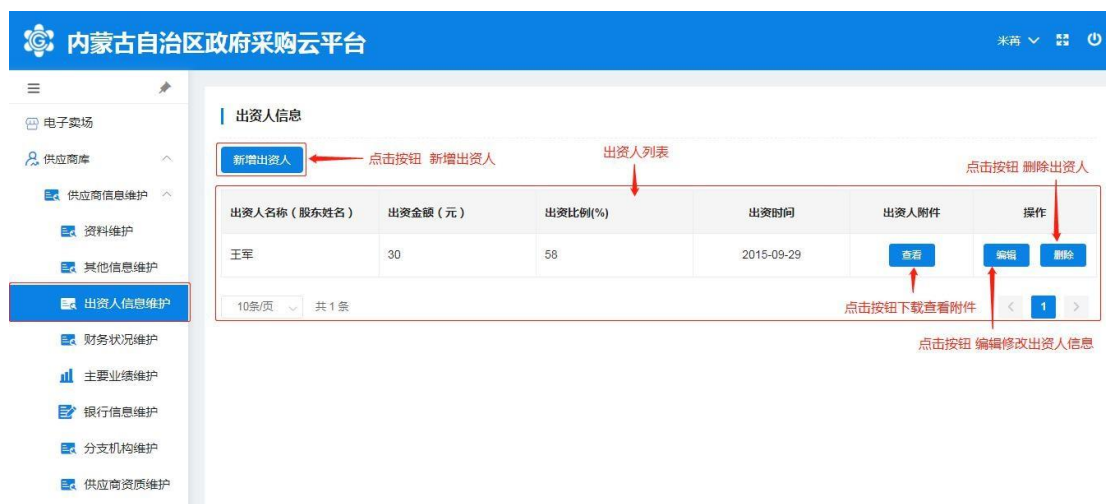 内蒙古自治区政府采购云平台
米苒
电子卖场
供应商库
供应商信息维护
资料维护
其他信息维护
出资人信息维护
财务状况维护
主要业绩维护
银行信息维护
分支机构维护
供应商资质维护
出资人信息
新增出资人 点击按钮 新增出资人
出资人列表
点击按钮 删除出资人
出资人名称（股东姓名） 出资金额（元） 出资比例(%) 出资时间 出资人附件 操作
王军 30 58 2015-09-29 查看 编辑 删除
10条/页 共 1 条 点击按钮下载查看附件 < 1 >
点击按钮 编辑修改出资人信息